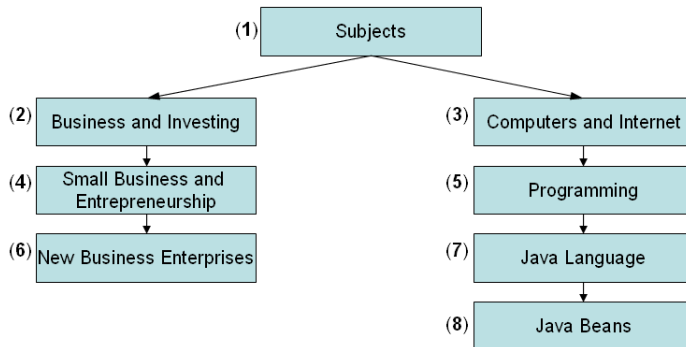 (1) Subjects
(2) Business and Investing
(3) Computers and Internet
(4) Small Business and
Entrepreneurship
(5) Programming
(6) New Business Enterprises
(7) Java Language
(8) Java Beans